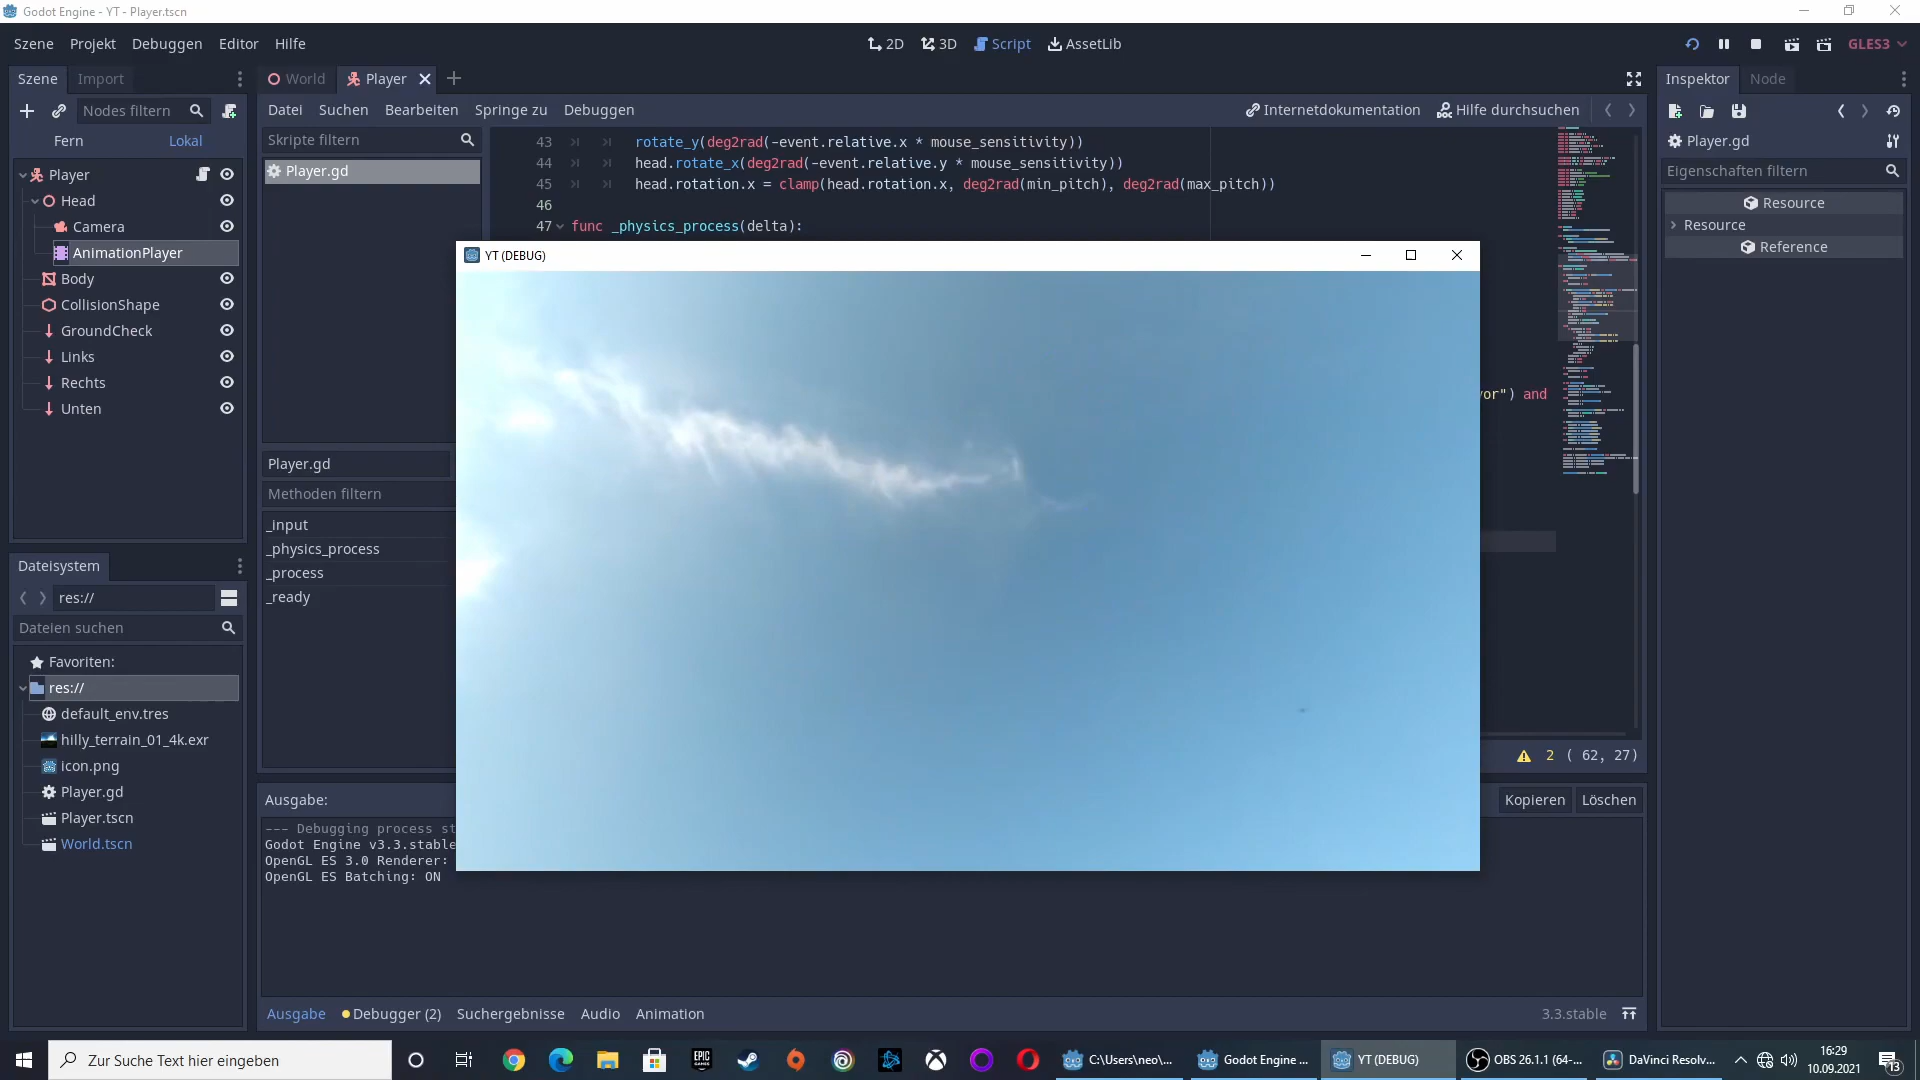 Godot Engine - YT - Player.tscn
Szene Projekt Debuggen Editor Hilfe
2D 3D Script AssetLib
GLES3
Szene Import
World Player
Inspektor Node
Nodes filtern
Datei Suchen Bearbeiten Springe zu Debuggen
Internetdokumentation Hilfe durchsuchen
Fern Lokal
Skripte filtern
Player.gd
Eigenschaften filtern
Resource
Resource
Reference
Player
Head
Camera
AnimationPlayer
Body
CollisionShape
GroundCheck
Links
Rechts
Unten
Player.gd
43 rotate_y(deg2rad(-event.relative.x * mouse_sensitivity))
44 head.rotate_x(deg2rad(-event.relative.y * mouse_sensitivity))
45 head.rotation.x = clamp(head.rotation.x, deg2rad(min_pitch), deg2rad(max_pitch))
46
47 func _physics_process(delta):
YT (DEBUG)
vor") and
Player.gd
Methoden filtern
_input
_physics_process
_process
_ready
2 ( 62, 27)
Dateisystem
res://
Dateien suchen
Favoriten:
res://
default_env.tres
hilly_terrain_01_4k.exr
icon.png
Player.gd
Player.tscn
World.tscn
Ausgabe:
Kopieren Löschen
--- Debugging process st
Godot Engine v3.3.stable
OpenGL ES 3.0 Renderer:
OpenGL ES Batching: ON
Ausgabe Debugger (2) Suchergebnisse Audio Animation
3.3.stable
Zur Suche Text hier eingeben
EPIC GAMES
C:\Users\neo\...
Godot Engine ...
YT (DEBUG)
OBS 26.1.1 (64-...
DaVinci Resolv...
16:29
10.09.2021
13